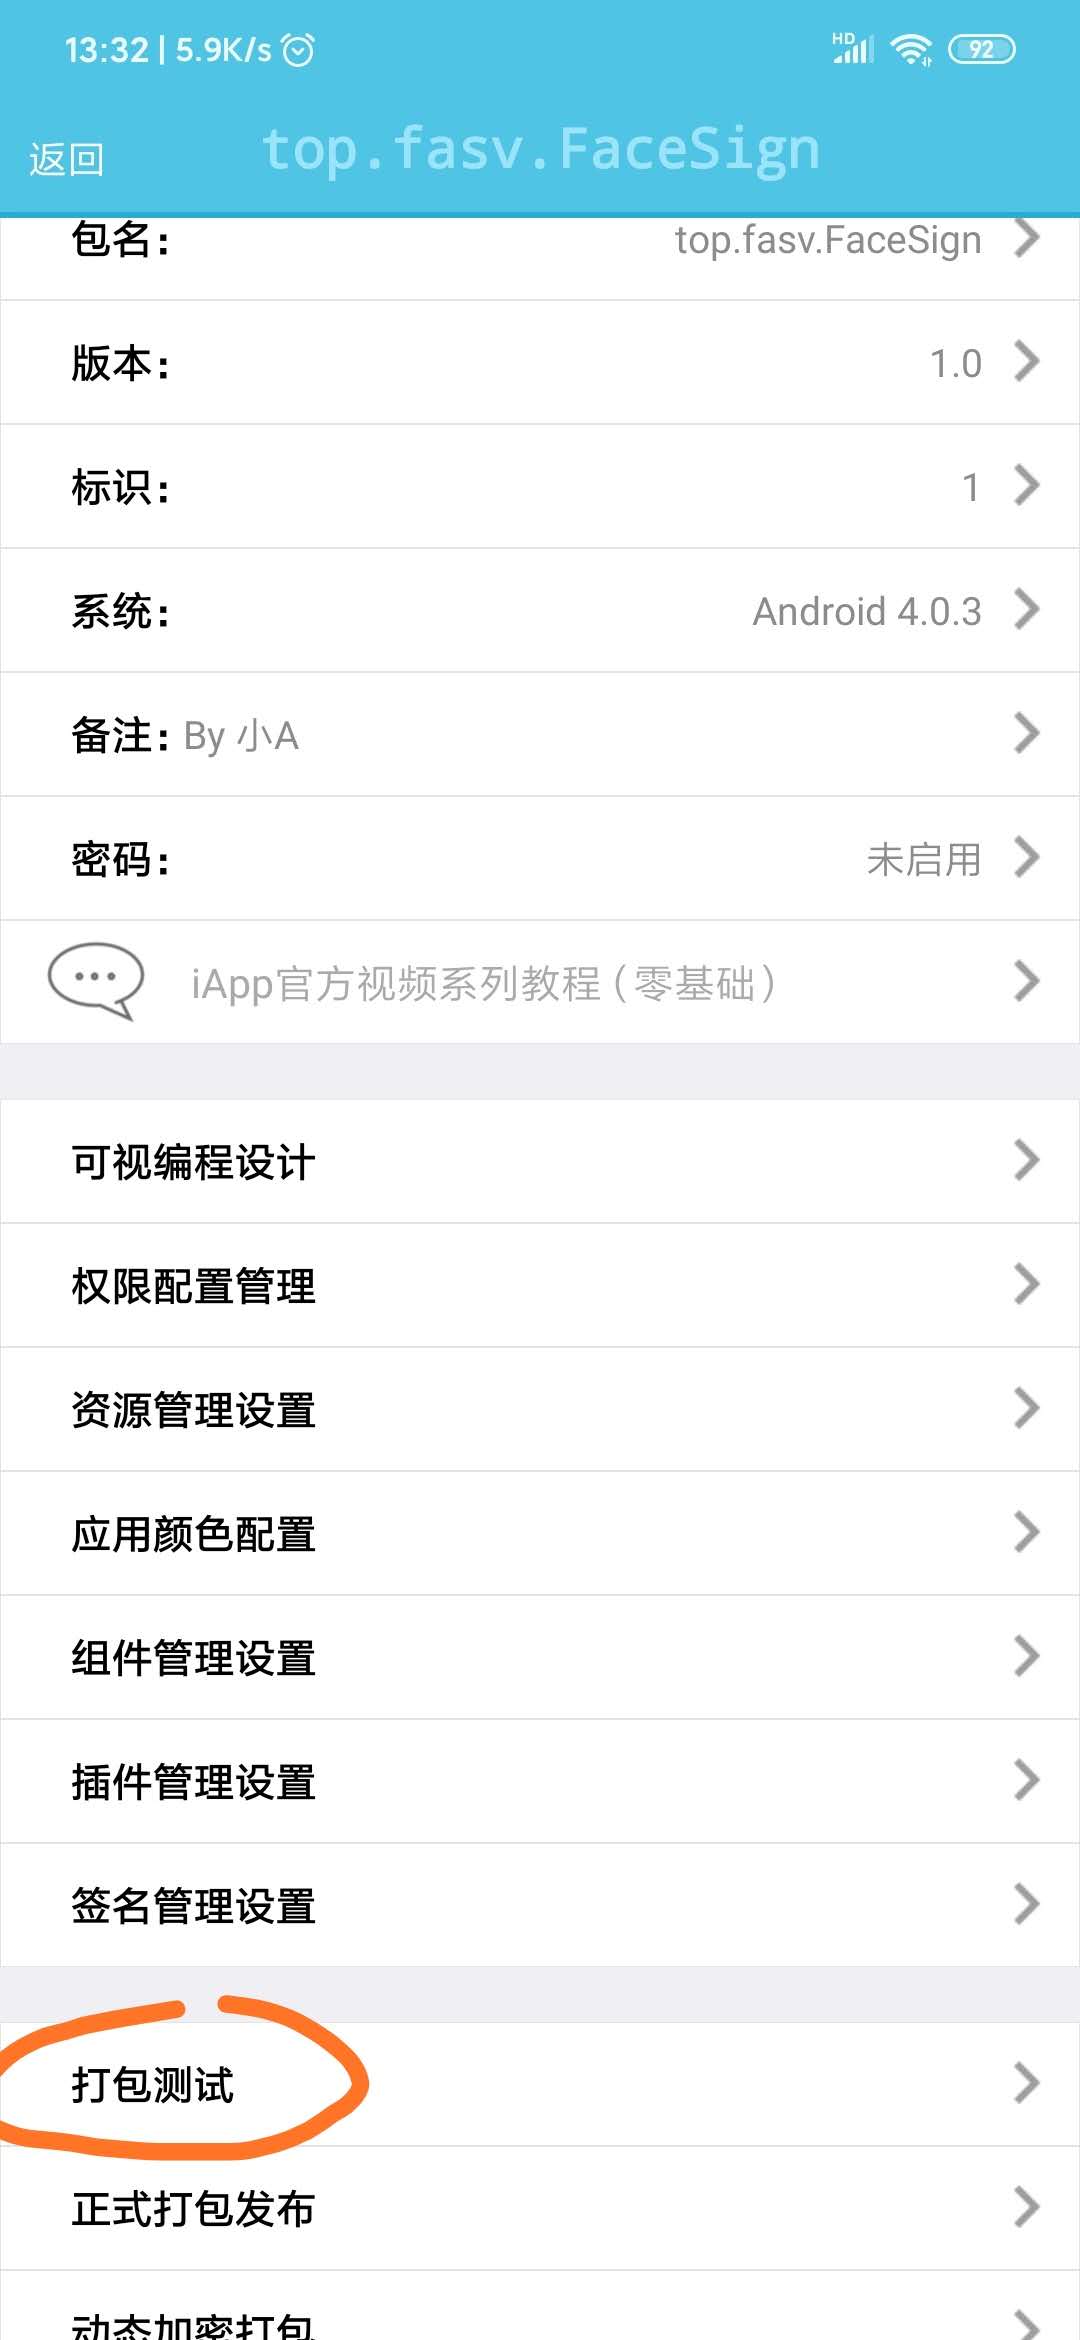 13:32 | 5.9K/s HD 92
返回 top.fasv.FaceSign
包名: top.fasv.FaceSign
版本: 1.0
标识: 1
系统: Android 4.0.3
备注: By 小A
密码: 未启用
iApp官方视频系列教程 (零基础)
可视编程设计
权限配置管理
资源管理设置
应用颜色配置
组件管理设置
插件管理设置
签名管理设置
打包测试
正式打包发布
动态加密打包